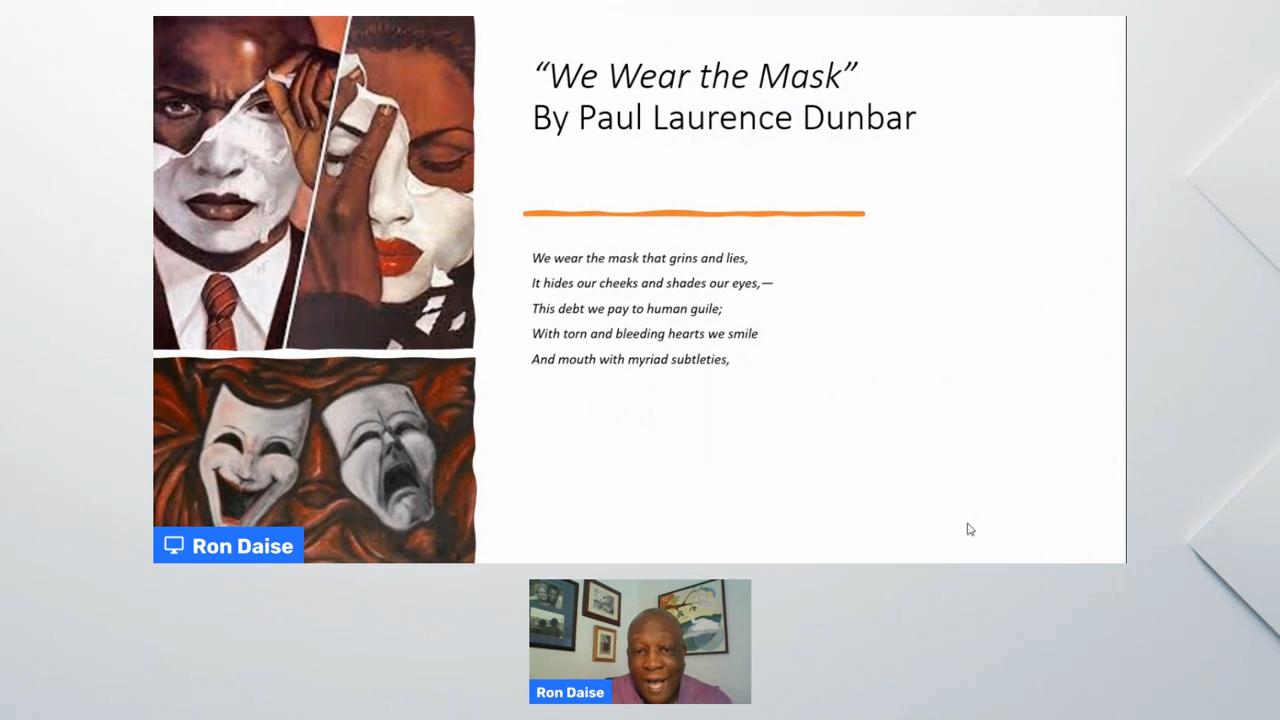 “We Wear the Mask”
By Paul Laurence Dunbar
We wear the mask that grins and lies,
It hides our cheeks and shades our eyes,—
This debt we pay to human guile;
With torn and bleeding hearts we smile
And mouth with myriad subtleties,
Ron Daise
Ron Daise